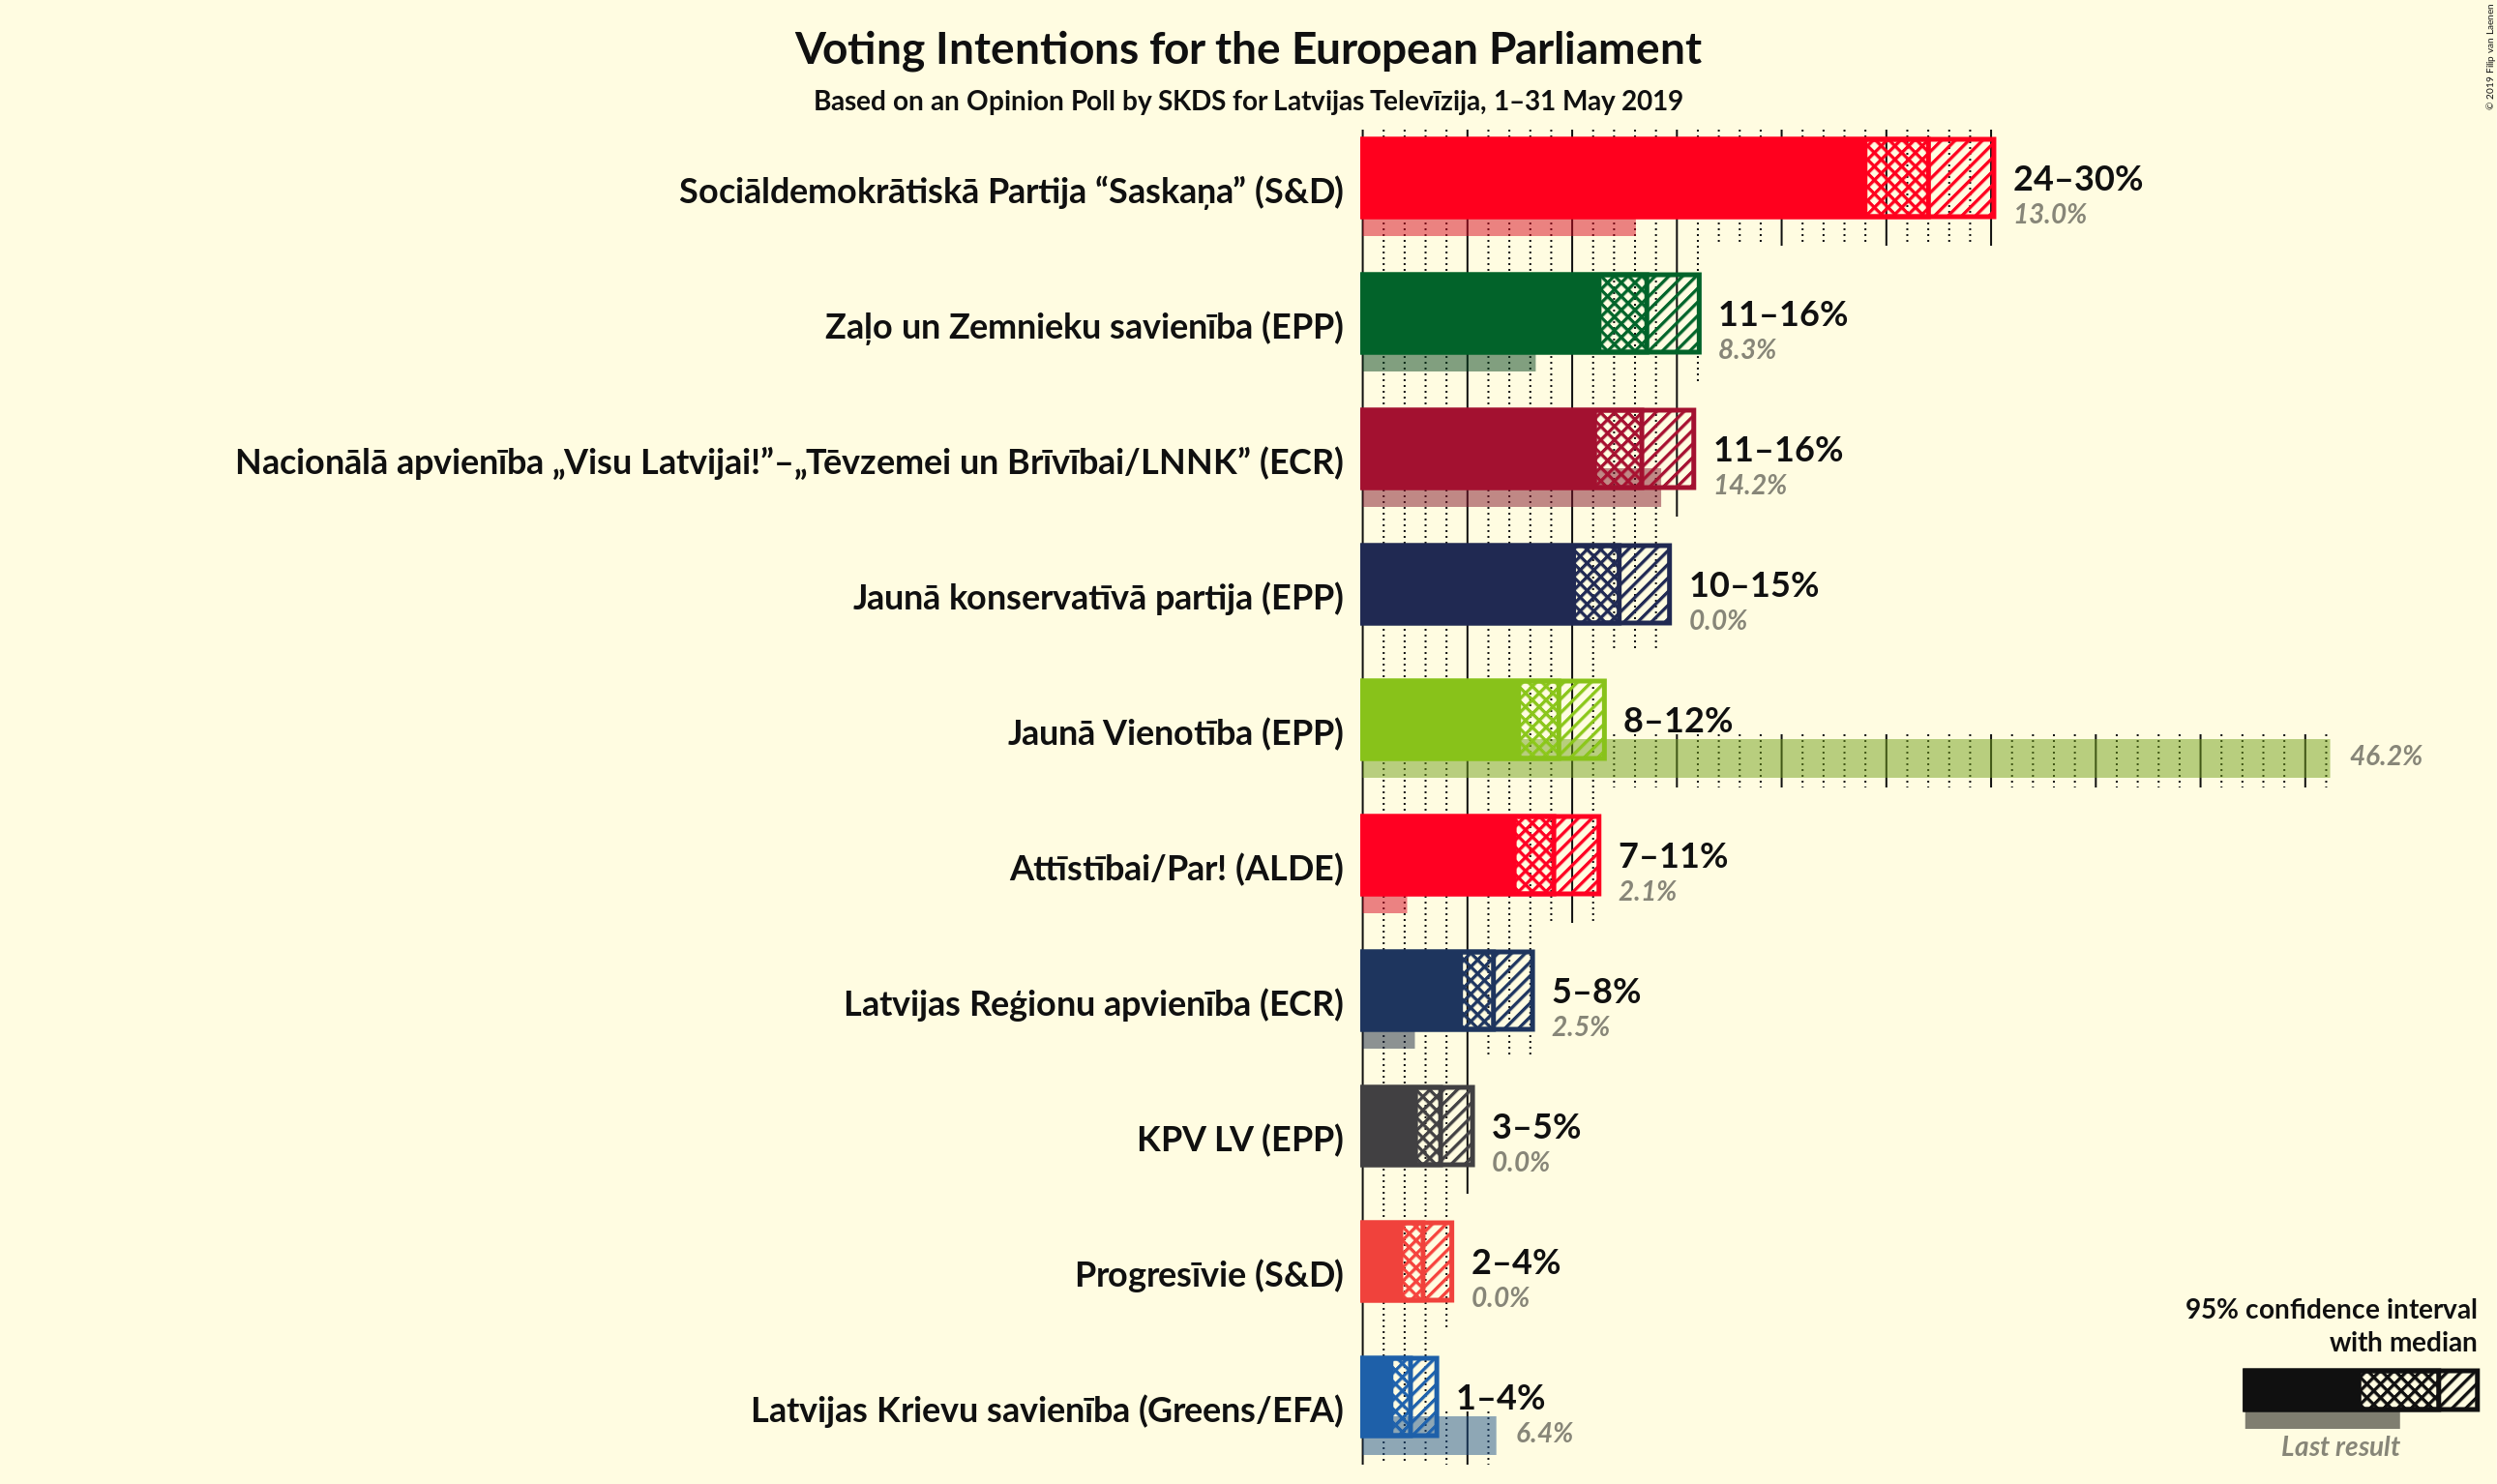 Voting Intentions for the European Parliament
Based on an Opinion Poll by SKDS for Latvijas Televīzija, 1–31 May 2019
© 2019 Filip van Laenen
Sociāldemokrātiskā Partija “Saskaņa” (S&D)
24–30%
13.0%
Zaļo un Zemnieku savienība (EPP)
11–16%
8.3%
Nacionālā apvienība „Visu Latvijai!”–„Tēvzemei un Brīvībai/LNNK” (ECR)
11–16%
14.2%
Jaunā konservatīvā partija (EPP)
10–15%
0.0%
Jaunā Vienotība (EPP)
8–12%
46.2%
Attīstībai/Par! (ALDE)
7–11%
2.1%
Latvijas Reģionu apvienība (ECR)
5–8%
2.5%
KPV LV (EPP)
3–5%
0.0%
Progresīvie (S&D)
2–4%
0.0%
Latvijas Krievu savienība (Greens/EFA)
1–4%
6.4%
95% confidence interval
with median
Last result